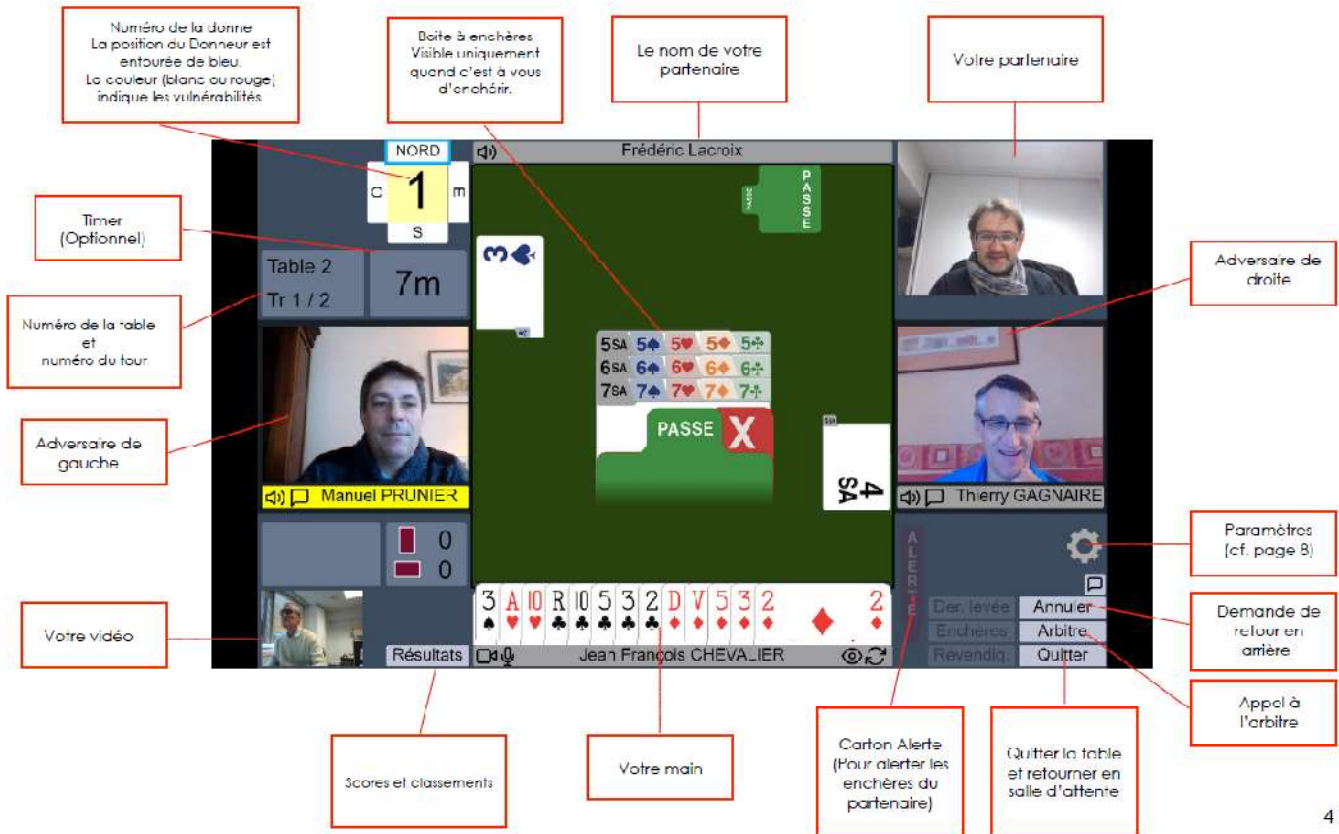 Numéro de la donne
La position du Donneur est
entourée de bleu.
La couleur (blanc ou rouge)
indique les vulnérabilités
Boite à enchères
Visible uniquement
quand c'est à vous
d'enchérir.
Le nom de votre
partenaire
Votre partenaire
NORD
O
1
E
S
Frédéric Lacroix
PASSE
PASSE
Timer
(Optionnel)
Table 2
Tr 1 / 2
7m
3♠
Adversaire de
droite
Numéro de la table
et
numéro du tour
5SA 5♠ 5♥ 5♦ 5♣
6SA 6♠ 6♥ 6♦ 6♣
7SA 7♠ 7♥ 7♦ 7♣
PASSE X
4
SA
Adversaire de
gauche
Manuel PRUNIER
Thierry GAGNAIRE
0
0
ALERTE
Paramètres
(cf. page 8)
3 A 10 R 10 5 3 2 D V 5 3 2 2
♠ ♥ ♥ ♣ ♣ ♣ ♣ ♣ ♦ ♦ ♦ ♦ ♦ ♦ ♦
Der. levée Annuler
Enchères Arbitre
Revendiq. Quitter
Votre vidéo
Résultats
Jean François CHEVALIER
Demande de
retour en
arrière
Appel à
l'arbitre
Scores et classements
Votre main
Carton Alerte
(Pour alerter les
enchères du
partenaire)
Quitter la table
et retourner en
salle d'attente
4